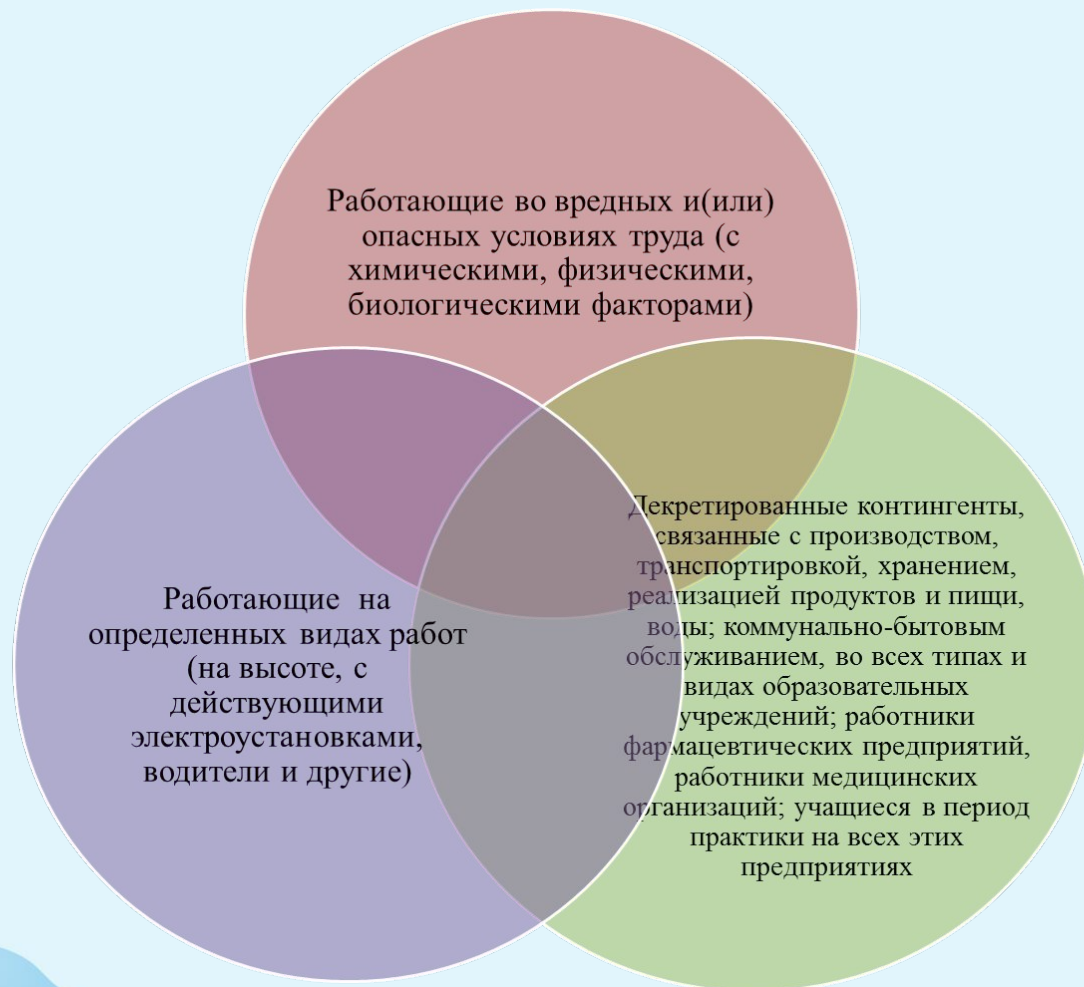 Работающие во вредных и(или)
опасных условиях труда (с
химическими, физическими,
биологическими факторами)
Работающие на
определенных видах работ
(на высоте, с
действующими
электроустановками,
водители и другие)
Декретированные контингенты,
связанные с производством,
транспортировкой, хранением,
реализацией продуктов и пищи,
воды; коммунально-бытовым
обслуживанием, во всех типах и
видах образовательных
учреждений; работники
фармацевтических предприятий,
работники медицинских
организаций; учащиеся в период
практики на всех этих
предприятиях